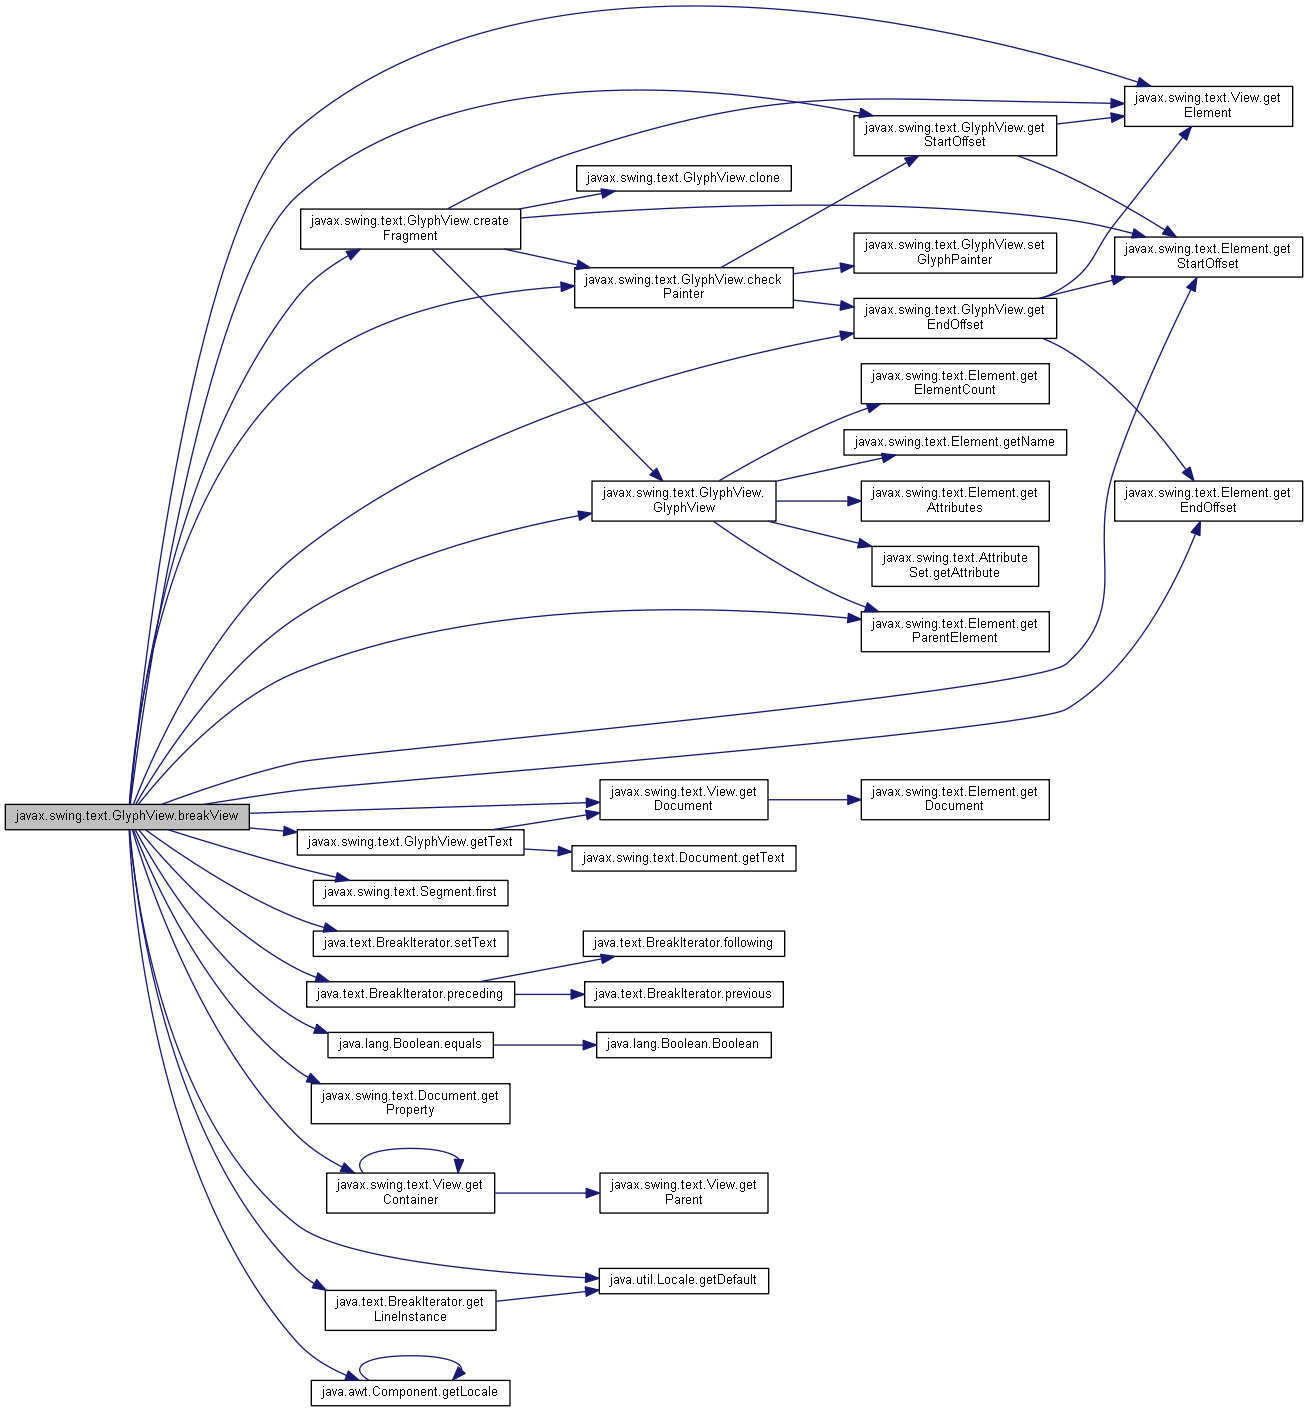 javax.swing.text.View.get
Element
javax.swing.text.GlyphView.get
StartOffset
javax.swing.text.GlyphView.clone
javax.swing.text.GlyphView.create
Fragment
javax.swing.text.GlyphView.set
GlyphPainter
javax.swing.text.Element.get
StartOffset
javax.swing.text.GlyphView.check
Painter
javax.swing.text.GlyphView.get
EndOffset
javax.swing.text.Element.get
ElementCount
javax.swing.text.Element.getName
javax.swing.text.GlyphView.
GlyphView
javax.swing.text.Element.get
Attributes
javax.swing.text.Element.get
EndOffset
javax.swing.text.Attribute
Set.getAttribute
javax.swing.text.Element.get
ParentElement
javax.swing.text.GlyphView.breakView
javax.swing.text.View.get
Document
javax.swing.text.Element.get
Document
javax.swing.text.GlyphView.getText
javax.swing.text.Document.getText
javax.swing.text.Segment.first
java.text.BreakIterator.setText
java.text.BreakIterator.following
java.text.BreakIterator.preceding
java.text.BreakIterator.previous
java.lang.Boolean.equals
java.lang.Boolean.Boolean
javax.swing.text.Document.get
Property
javax.swing.text.View.get
Container
javax.swing.text.View.get
Parent
java.util.Locale.getDefault
java.text.BreakIterator.get
LineInstance
java.awt.Component.getLocale